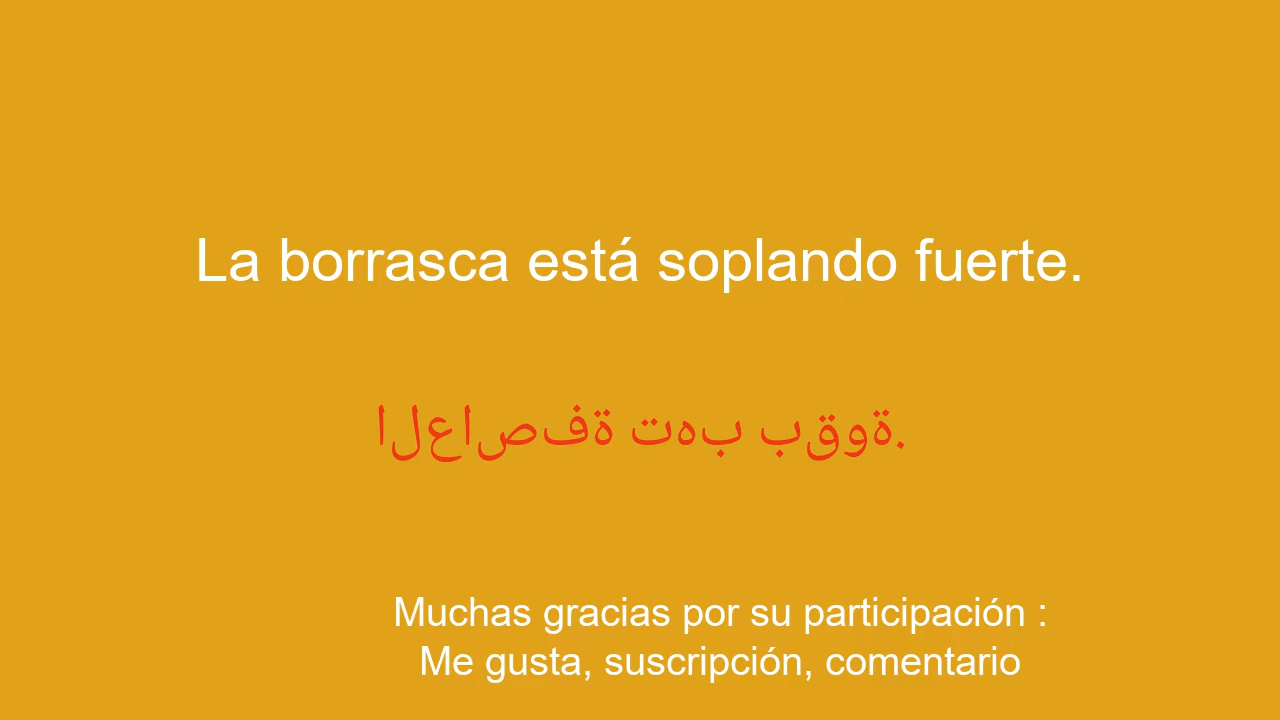 La borrasca está soplando fuerte.
العاصفة تهب بقوة.
Muchas gracias por su participación :
Me gusta, suscripción, comentario